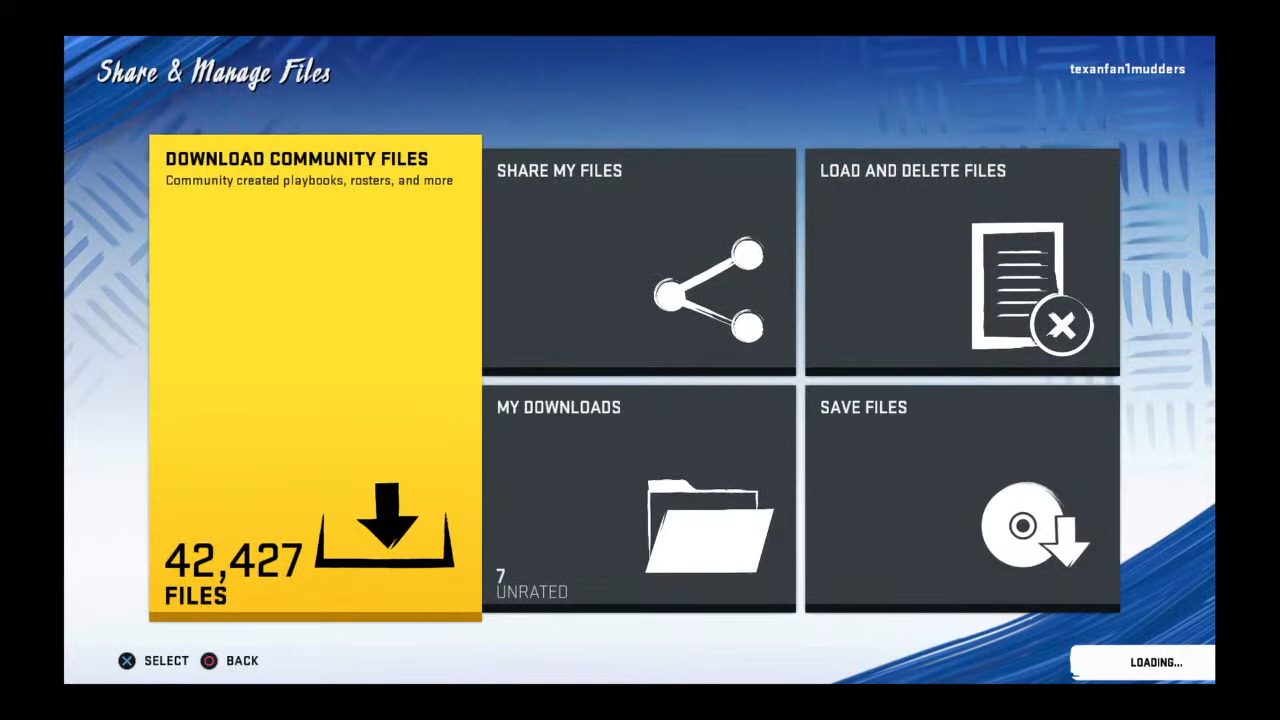 Share & Manage Files
texanfan1mudders
DOWNLOAD COMMUNITY FILES
Community created playbooks, rosters, and more
42,427
FILES
SHARE MY FILES
LOAD AND DELETE FILES
MY DOWNLOADS
7
UNRATED
SAVE FILES
SELECT
BACK
LOADING...